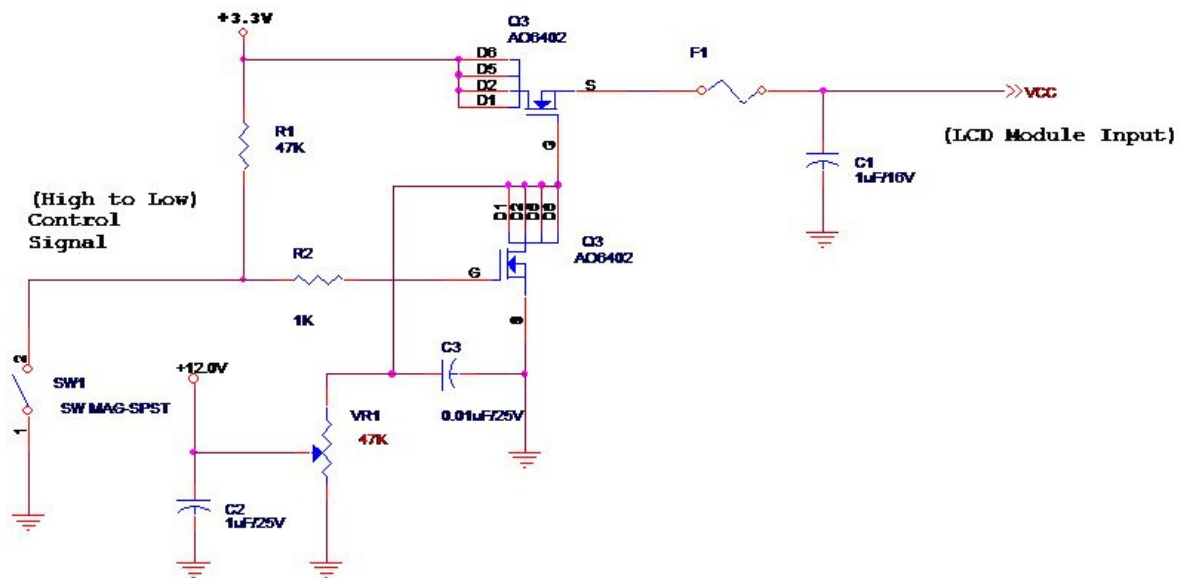 +3.3V
Q3
AO6402
D6
D5
D2
D1
S
G
F1
VCC
(LCD Module Input)
R1
47K
C1
1uF/16V
(High to Low)
Control
Signal
D1
D2
Q3
AO6402
R2
1K
G
S
+12.0V
C3
0.01uF/25V
2
SW1
SW MAG-SPST
1
VR1
47K
C2
1uF/25V